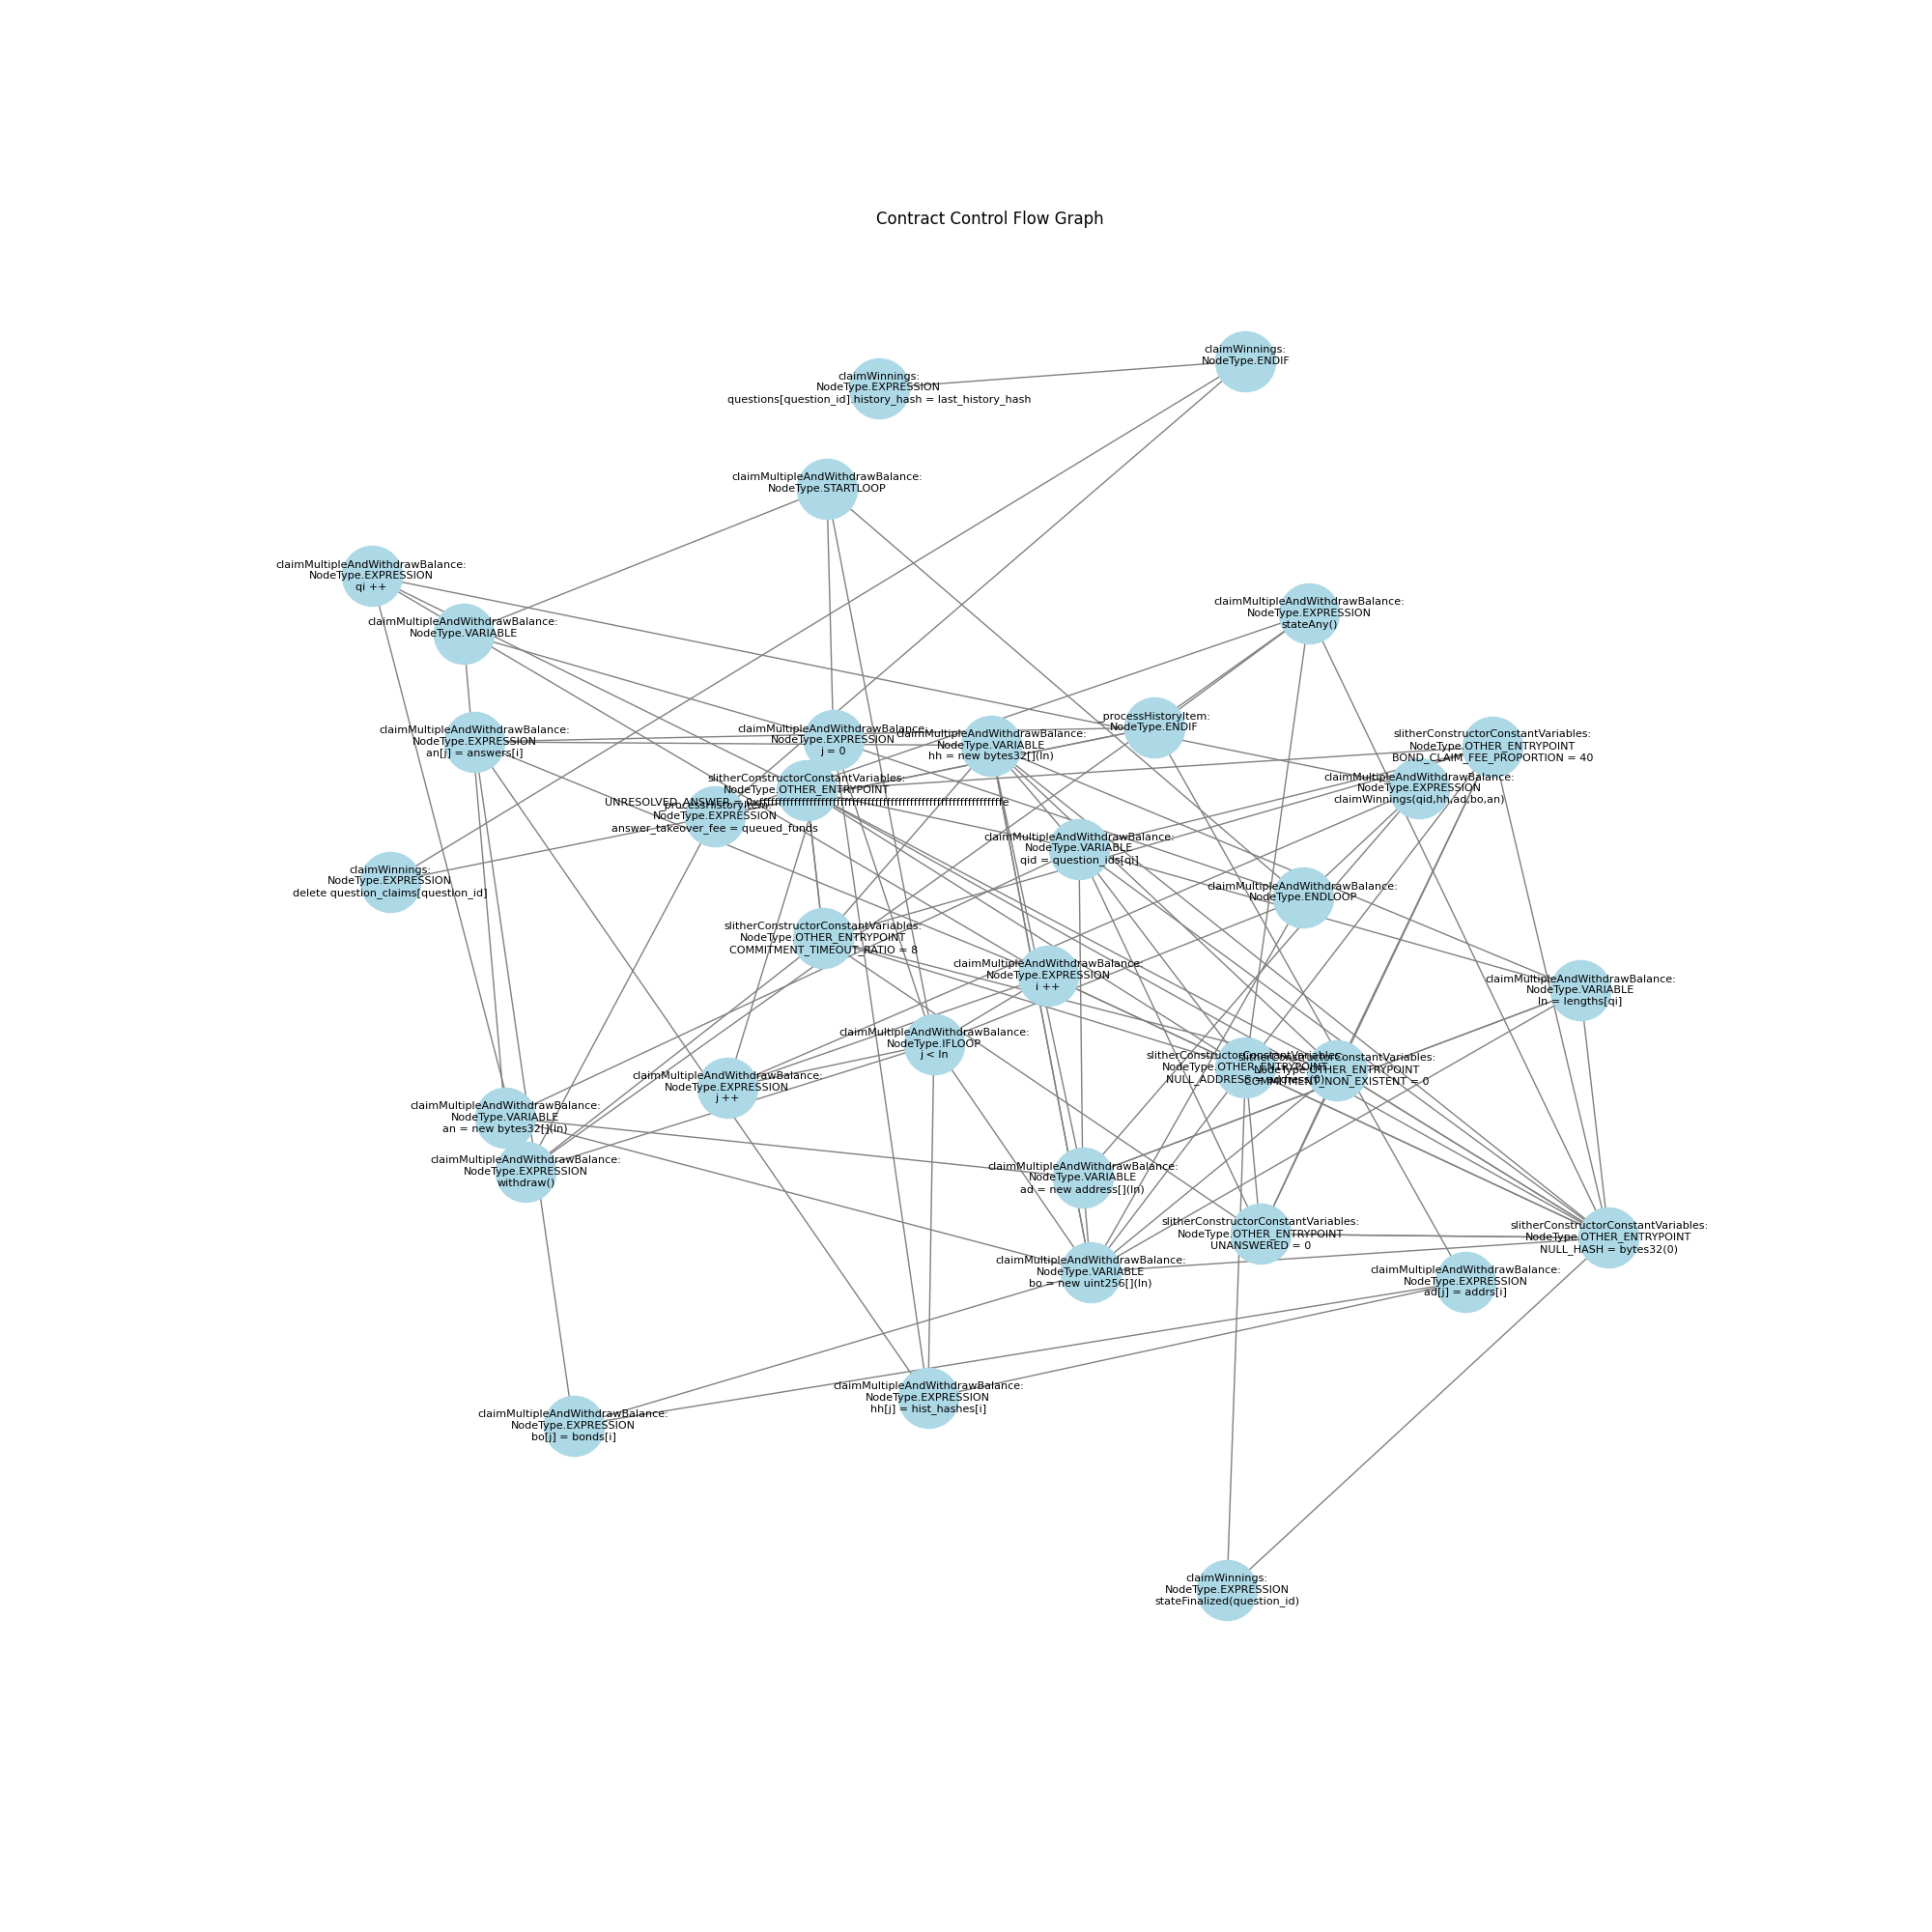 Contract Control Flow Graph
claimWinnings:
NodeType.ENDIF
claimWinnings:
NodeType.EXPRESSION
questions[question_id].history_hash = last_history_hash
claimMultipleAndWithdrawBalance:
NodeType.STARTLOOP
claimMultipleAndWithdrawBalance:
NodeType.EXPRESSION
qi ++
claimMultipleAndWithdrawBalance:
NodeType.VARIABLE
claimMultipleAndWithdrawBalance:
NodeType.EXPRESSION
stateAny()
claimMultipleAndWithdrawBalance:
NodeType.EXPRESSION
an[j] = answers[i]
claimMultipleAndWithdrawBalance:
NodeType.EXPRESSION
j = 0
claimMultipleAndWithdrawBalance:
NodeType.VARIABLE
hh = new bytes32[](ln)
_processHistoryItem:
NodeType.ENDIF
slitherConstructorConstantVariables:
NodeType.OTHER_ENTRYPOINT
BOND_CLAIM_FEE_PROPORTION = 40
claimMultipleAndWithdrawBalance:
NodeType.EXPRESSION
claimWinnings(qid,hh,ad,bo,an)
slitherConstructorConstantVariables:
NodeType.OTHER_ENTRYPOINT
UNRESOLVED_ANSWER =
_processHistoryItem:
NodeType.EXPRESSION
answer_takeover_fee = queued_funds
claimMultipleAndWithdrawBalance:
NodeType.VARIABLE
qid = question_ids[qi]
claimWinnings:
NodeType.EXPRESSION
delete question_claims[question_id]
claimMultipleAndWithdrawBalance:
NodeType.ENDLOOP
slitherConstructorConstantVariables:
NodeType.OTHER_ENTRYPOINT
COMMITMENT_TIMEOUT_RATIO = 8
claimMultipleAndWithdrawBalance:
NodeType.EXPRESSION
i ++
claimMultipleAndWithdrawBalance:
NodeType.VARIABLE
ln = lengths[qi]
claimMultipleAndWithdrawBalance:
NodeType.IFLOOP
j < ln
slitherConstructorConstantVariables:
NodeType.OTHER_ENTRYPOINT
NULL_ADDRESS = address(0)
slitherConstructorConstantVariables:
NodeType.OTHER_ENTRYPOINT
COMMITMENT_NON_EXISTENT = 0
claimMultipleAndWithdrawBalance:
NodeType.EXPRESSION
j ++
claimMultipleAndWithdrawBalance:
NodeType.VARIABLE
an = new bytes32[](ln)
claimMultipleAndWithdrawBalance:
NodeType.EXPRESSION
withdraw()
claimMultipleAndWithdrawBalance:
NodeType.VARIABLE
ad = new address[](ln)
slitherConstructorConstantVariables:
NodeType.OTHER_ENTRYPOINT
UNANSWERED = 0
slitherConstructorConstantVariables:
NodeType.OTHER_ENTRYPOINT
NULL_HASH = bytes32(0)
claimMultipleAndWithdrawBalance:
NodeType.VARIABLE
bo = new uint256[](ln)
claimMultipleAndWithdrawBalance:
NodeType.EXPRESSION
ad[j] = addrs[i]
claimMultipleAndWithdrawBalance:
NodeType.EXPRESSION
hh[j] = hist_hashes[i]
claimMultipleAndWithdrawBalance:
NodeType.EXPRESSION
bo[j] = bonds[i]
claimWinnings:
NodeType.EXPRESSION
stateFinalized(question_id)